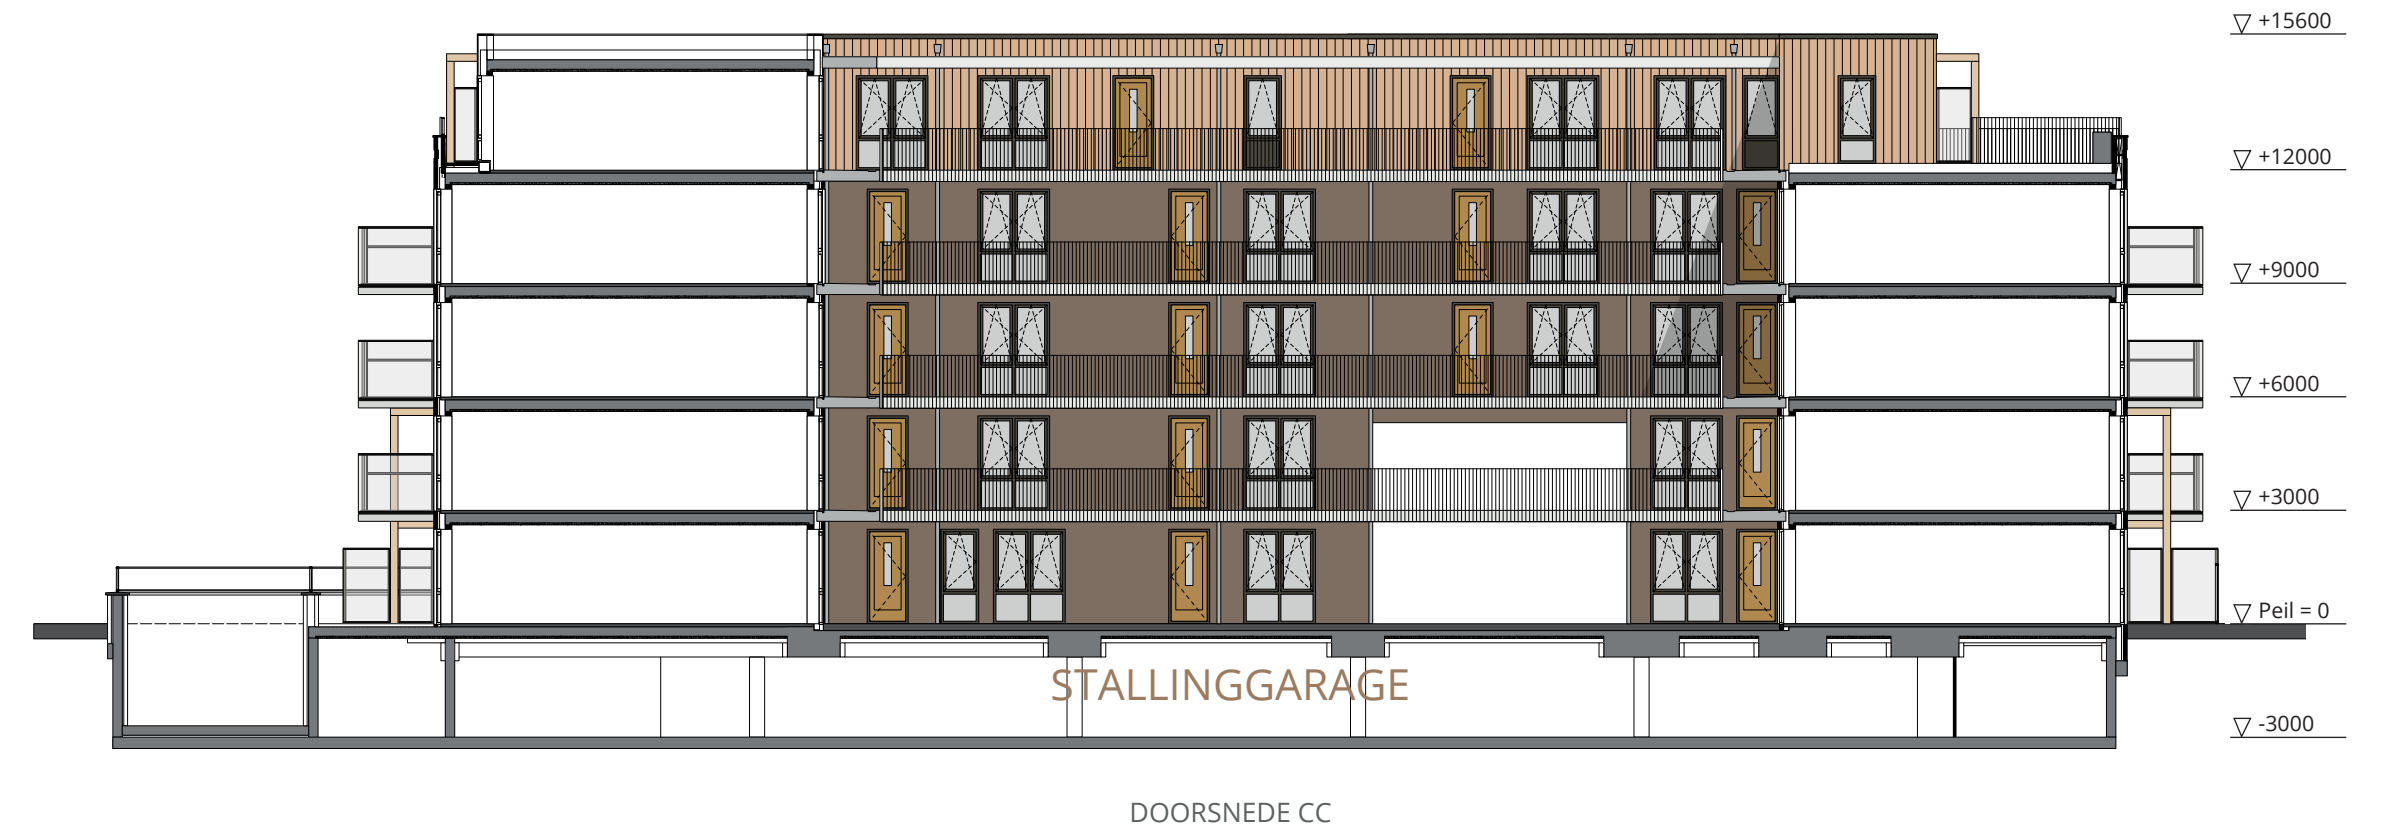 +15600
+12000
+9000
+6000
+3000
Peil = 0
STALLINGGARAGE
-3000
DOORSNEDE CC